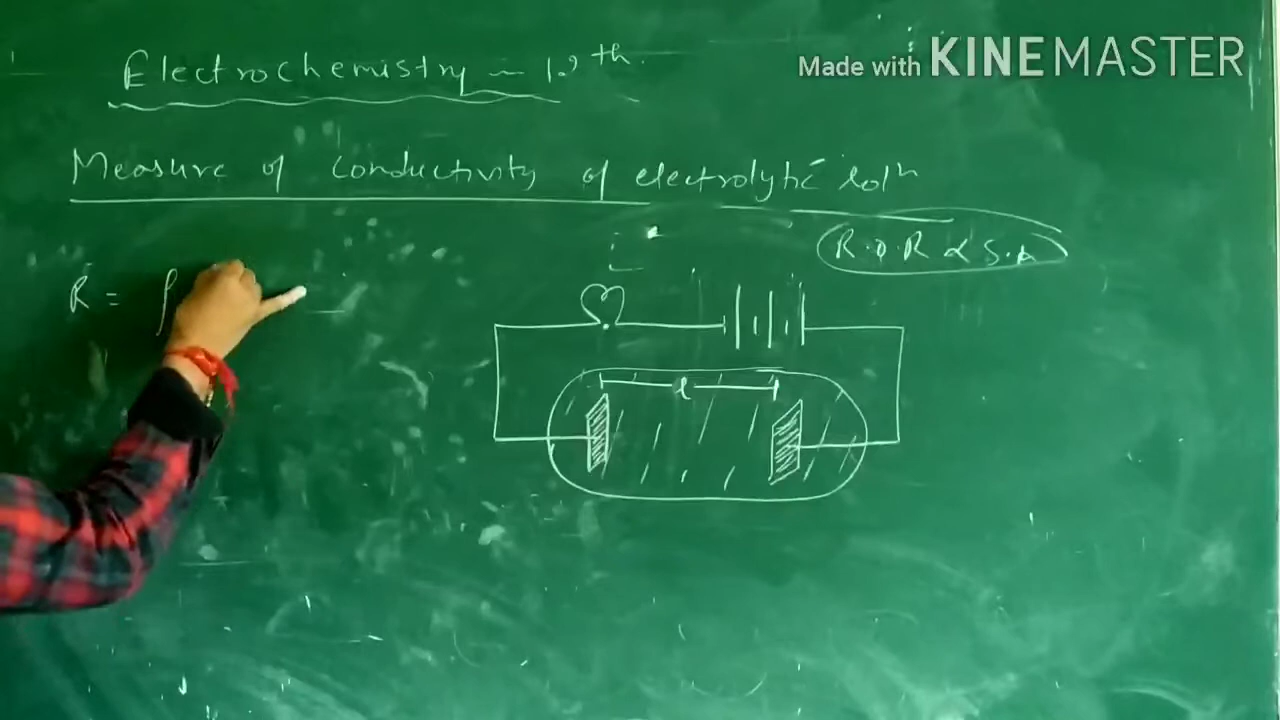 Made with KINEMASTER
Electrochemistry - 12th.
Measure of conductivity of electrolytic soln
R.O.R ∝ S.A
R = ρ
l